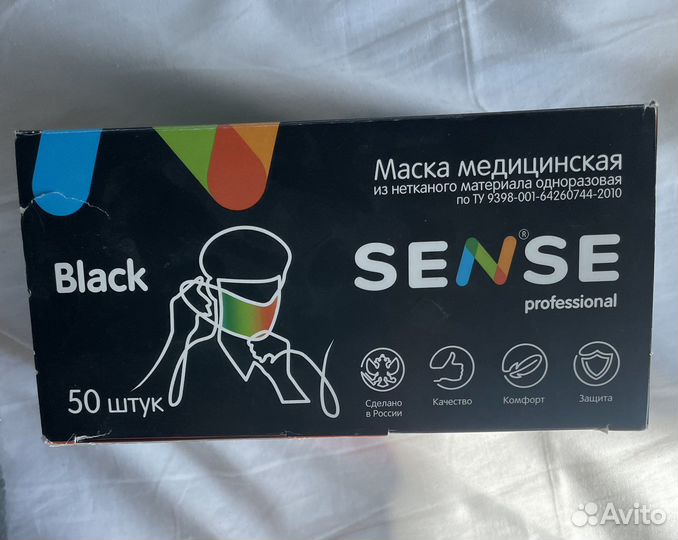 Маска медицинская
из нетканого материала одноразовая
по ТУ 9398-001-64260744-2010
Black
SENSE®
professional
50 штук
Сделано
в России
Качество
Комфорт
Защита
Avito